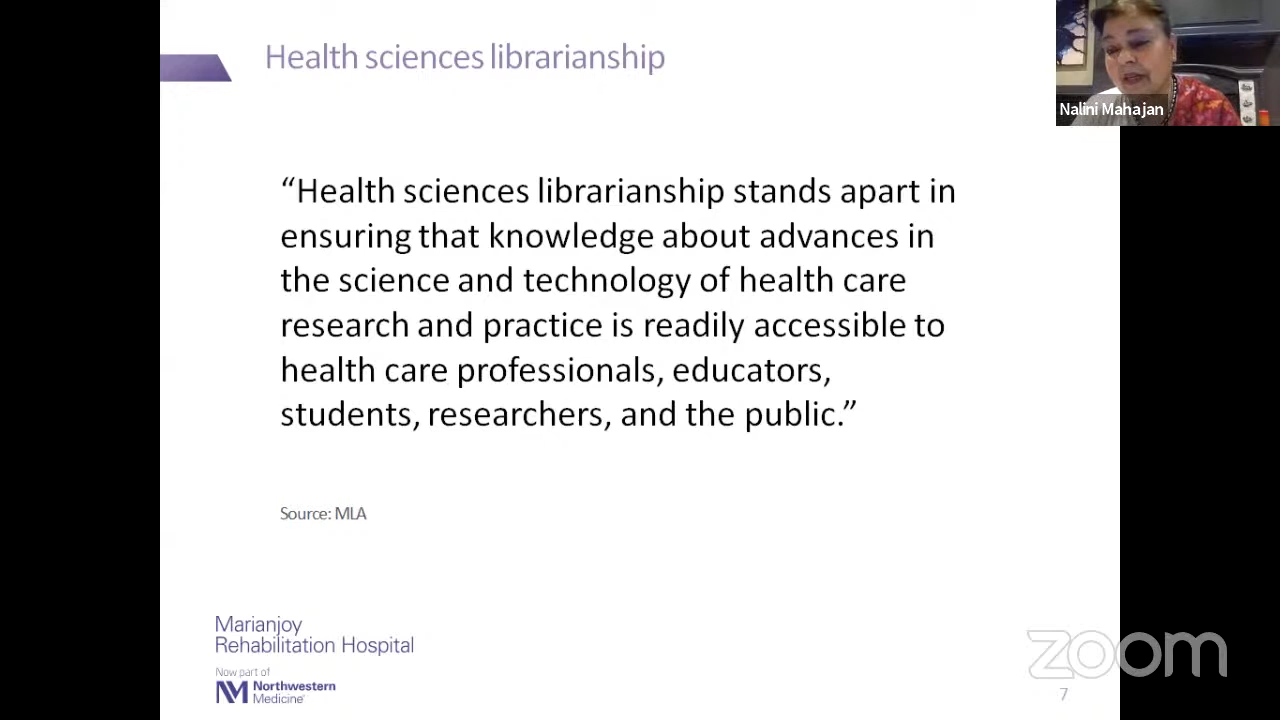 Health sciences librarianship
Nalini Mahajan
“Health sciences librarianship stands apart in
ensuring that knowledge about advances in
the science and technology of health care
research and practice is readily accessible to
health care professionals, educators,
students, researchers, and the public.”
Source: MLA
Marianjoy
Rehabilitation Hospital
Now part of
NM Northwestern
Medicine
zoom
7